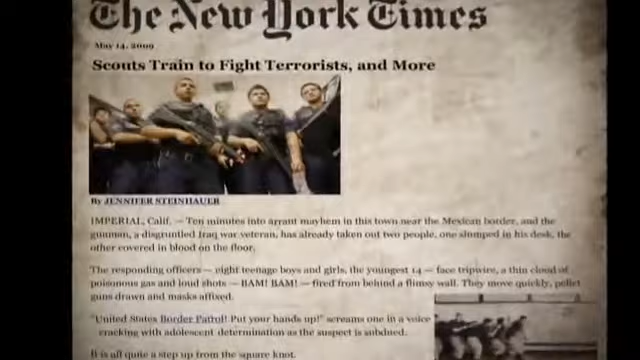 The New York Times
May 14, 2009
Scouts Train to Fight Terrorists, and More
By JENNIFER STEINHAUER
IMPERIAL, Calif. — Ten minutes into arrant mayhem in this town near the Mexican border, and the
gunman, a disgruntled Iraq war veteran, has already taken out two people, one slumped in his desk, the
other covered in blood on the floor.
The responding officers — eight teenage boys and girls, the youngest 14 — face tripwire, a thin cloud of
poisonous gas and loud shots — BAM! BAM! — fired from behind a flimsy wall. They move quickly, pellet
guns drawn and masks affixed.
"United States Border Patrol! Put your hands up!" screams one in a voice
cracking with adolescent determination as the suspect is subdued.
It is all quite a step up from the square knot.